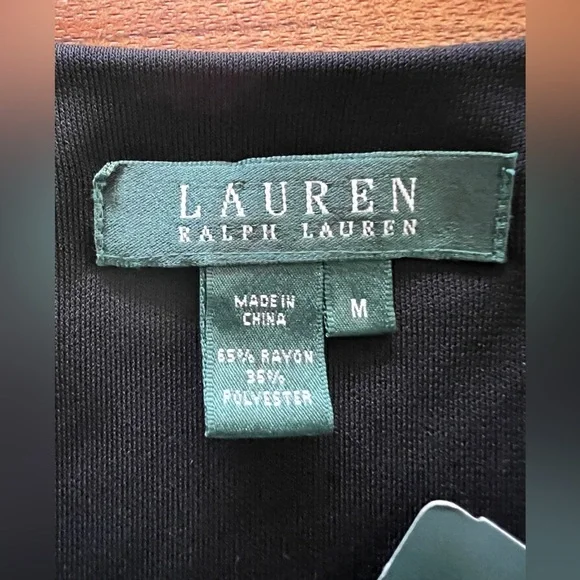 LAUREN
RALPH LAUREN
MADE IN
CHINA
M
65% RAYON
35%
POLYESTER